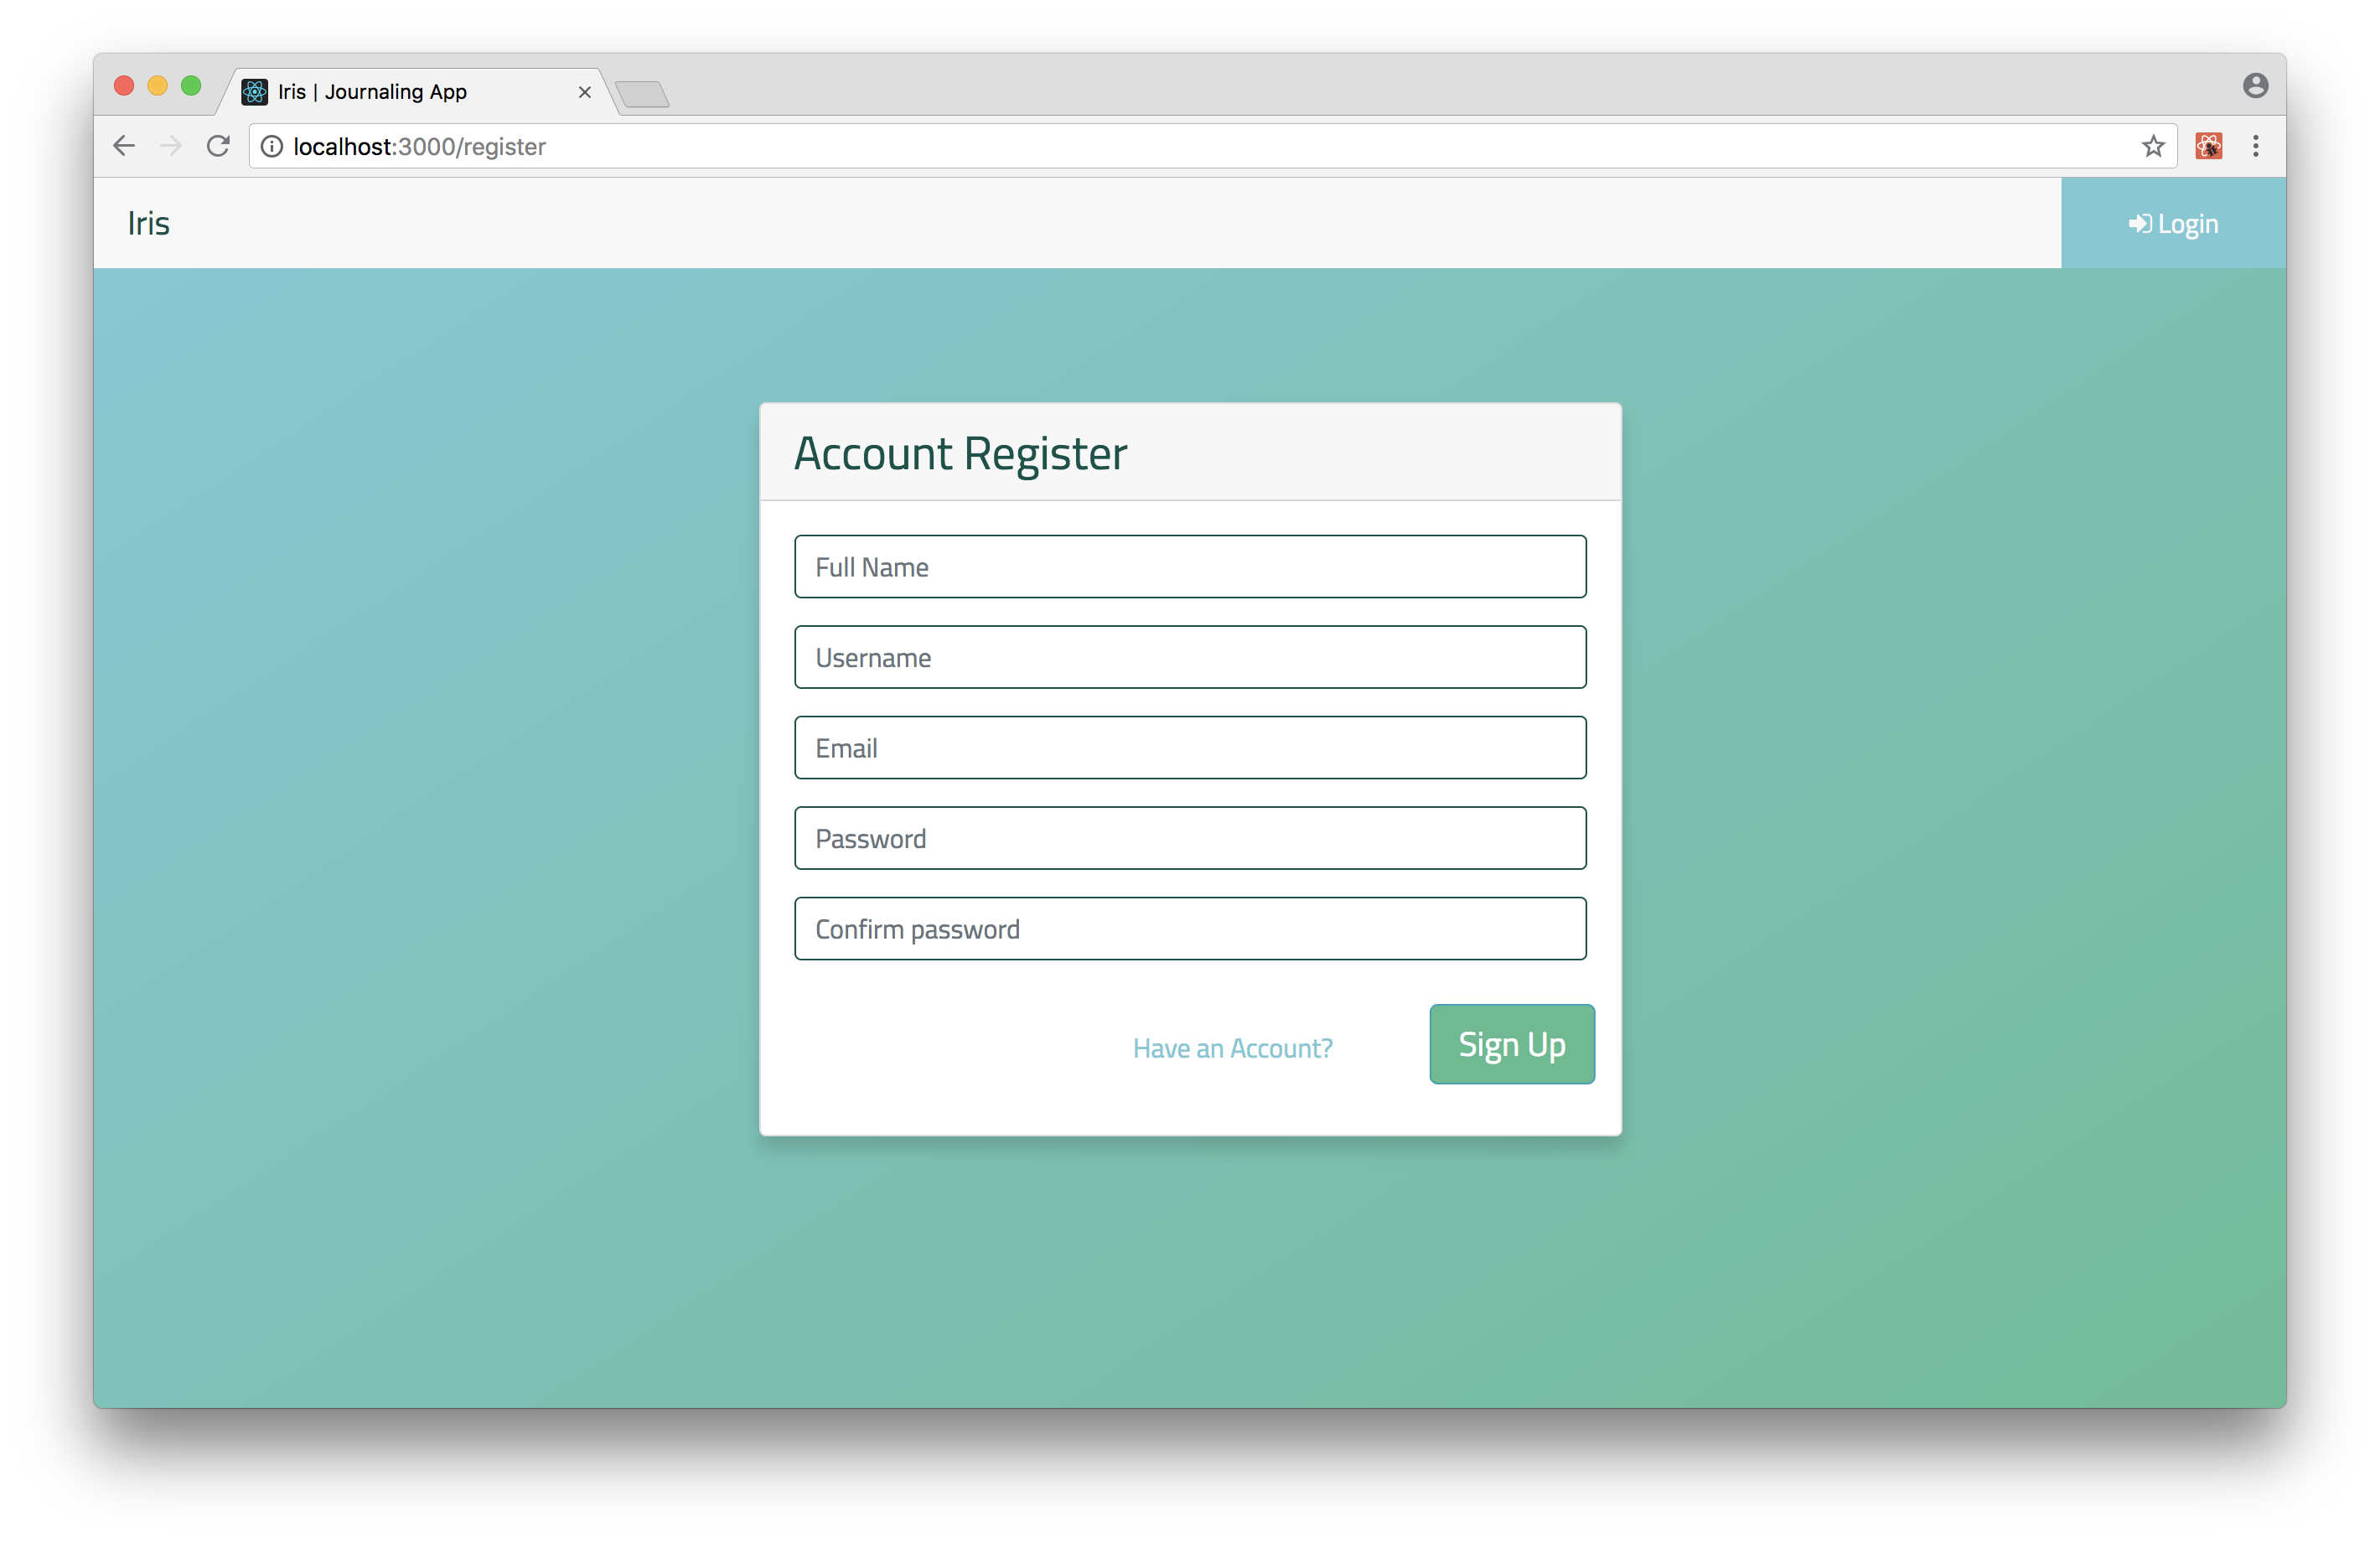 Iris | Journaling App
localhost:3000/register
Iris
Login
Account Register
Full Name
Username
Email
Password
Confirm password
Have an Account?
Sign Up